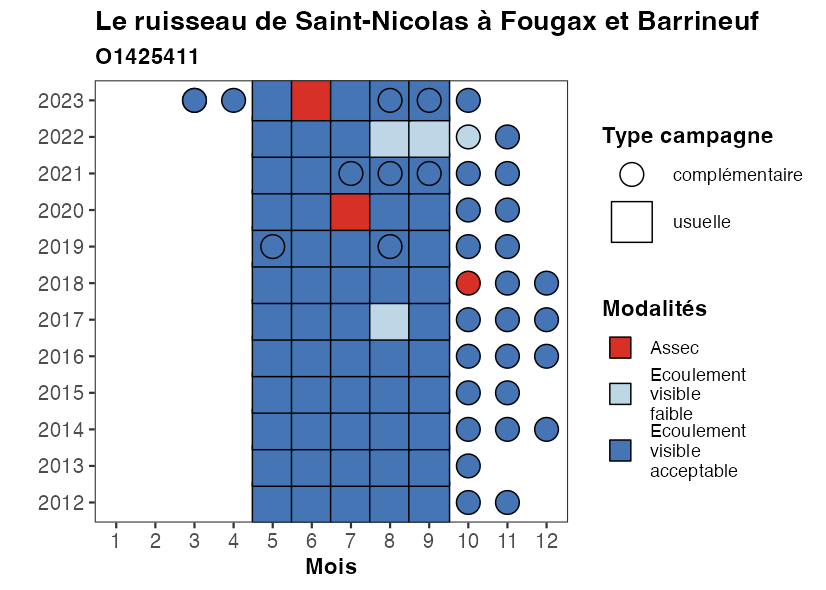 Le ruisseau de Saint-Nicolas à Fougax et Barrineuf
O1425411
2023
2022
2021
2020
2019
2018
2017
2016
2015
2014
2013
2012
1 2 3 4 5 6 7 8 9 10 11 12
Mois
Type campagne
complémentaire
usuelle
Modalités
Assec
Ecoulement
visible
faible
Ecoulement
visible
acceptable